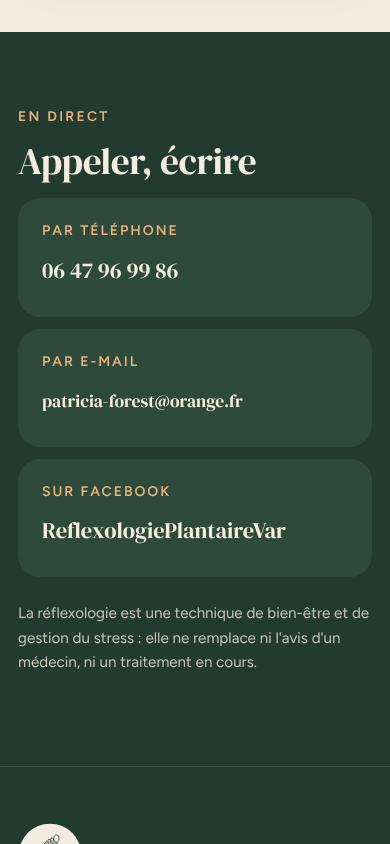 EN DIRECT
Appeler, écrire
PAR TÉLÉPHONE
06 47 96 99 86
PAR E-MAIL
patricia-forest@orange.fr
SUR FACEBOOK
ReflexologiePlantaireVar
La réflexologie est une technique de bien-être et de
gestion du stress : elle ne remplace ni l'avis d'un
médecin, ni un traitement en cours.